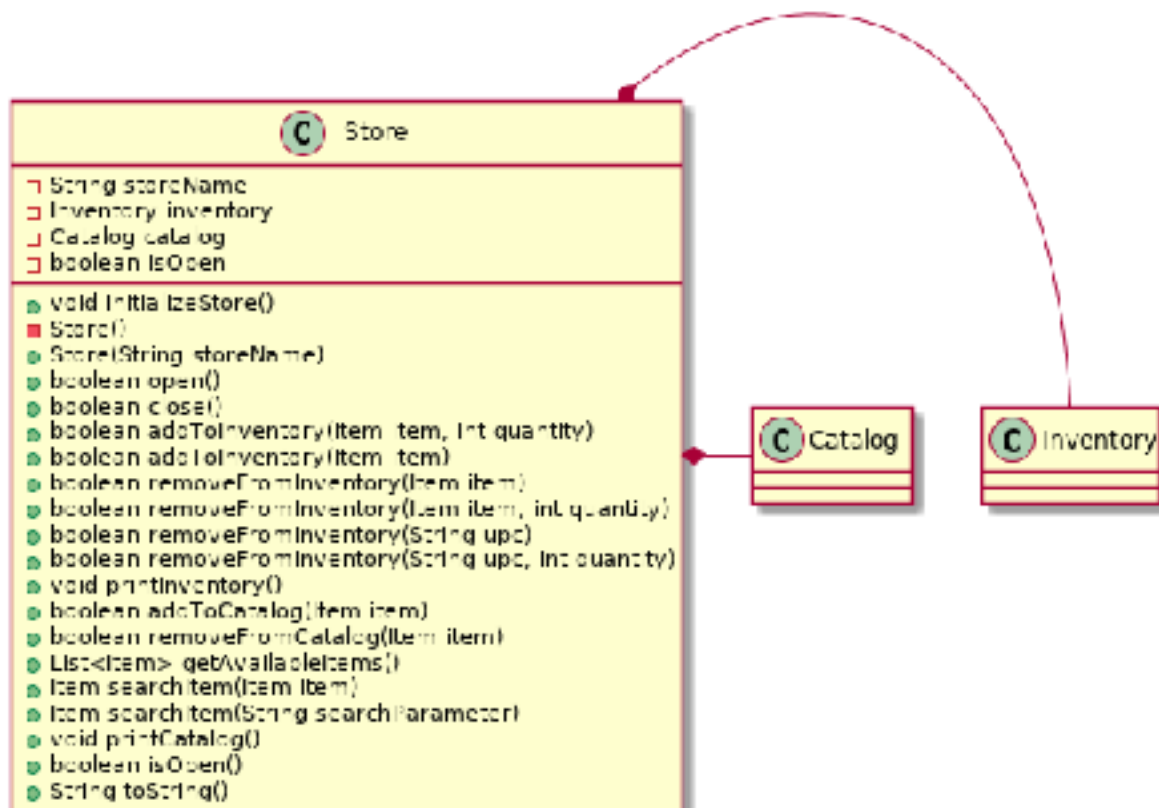 C Store
String storeName
Inventory inventory
Catalog catalog
boolean isOpen
void initializeStore()
Store()
Store(String storeName)
boolean open()
boolean close()
boolean addToInventory(Item item, int quantity)
boolean addToInventory(Item item)
boolean removeFromInventory(Item item)
boolean removeFromInventory(Item item, int quantity)
boolean removeFromInventory(String upc)
boolean removeFromInventory(String upc, int quantity)
void printInventory()
boolean addToCatalog(Item item)
boolean removeFromCatalog(Item item)
List<Item> getAvailableItems()
Item searchItem(Item item)
Item searchItem(String searchParameter)
void printCatalog()
boolean isOpen()
String toString()
C Catalog
C Inventory